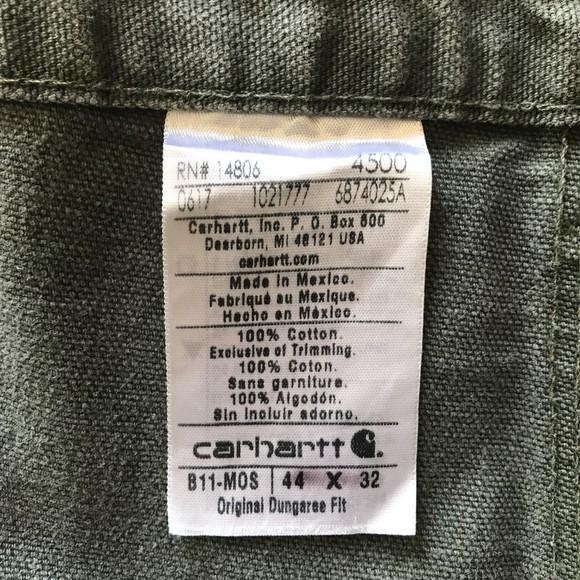 RN# 14806 4500
0617 1021777 6874025A
Carhartt, Inc. P. O. Box 600
Dearborn, MI 48121 USA
carhartt.com
Made in Mexico.
Fabriqué au Mexique.
Hecho en México.
100% Cotton.
Exclusive of Trimming.
100% Coton.
Sans garniture.
100% Algodón.
Sin incluir adorno.
carhartt
B11-MOS 44 X 32
Original Dungaree Fit